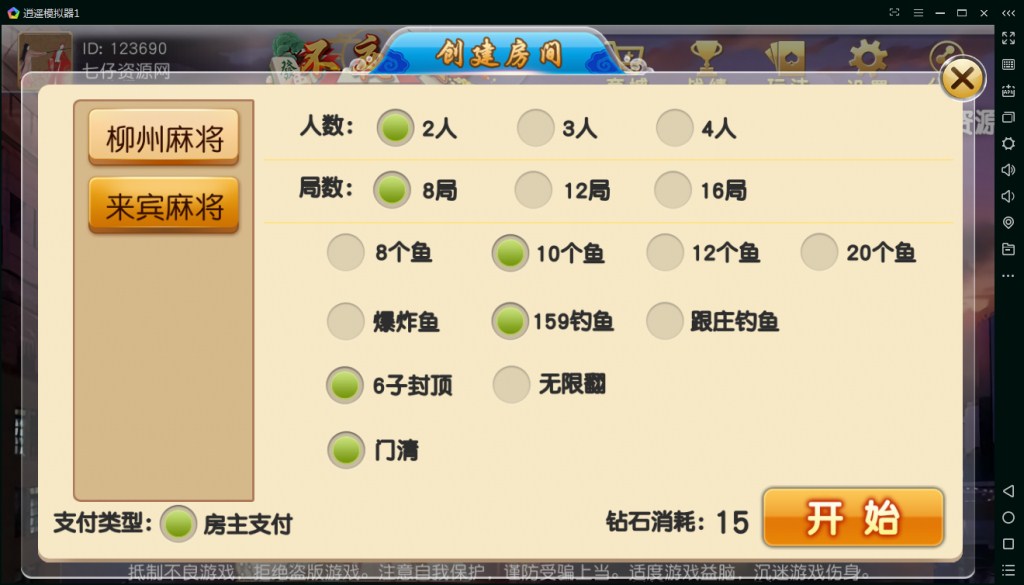 逍遥模拟器1
ID: 123690
七仔资源网
创建房间
柳州麻将
来宾麻将
人数： 2人 3人 4人
局数： 8局 12局 16局
8个鱼 10个鱼 12个鱼 20个鱼
爆炸鱼 159钓鱼 跟庄钓鱼
6子封顶 无限翻
门清
支付类型： 房主支付
钻石消耗：15
开始
抵制不良游戏，拒绝盗版游戏。注意自我保护，谨防受骗上当。适度游戏益脑，沉迷游戏伤身。